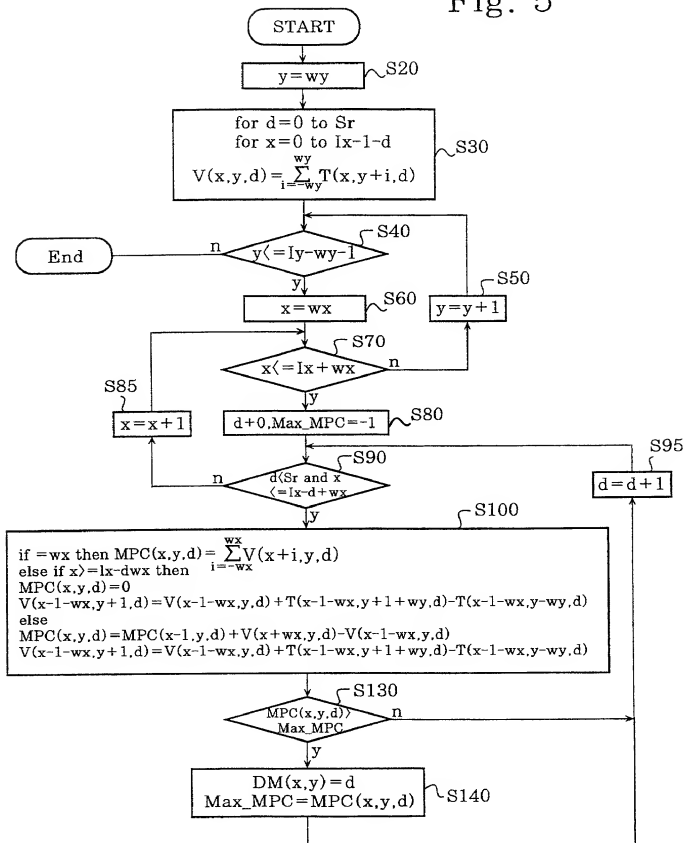 Fig. 5
START
y=wy
S20
for d=0 to Sr
for x=0 to Ix-1-d
V(x,y,d)=∑T(x,y+i,d)
wy
i=-wy
S30
S40
y<=Iy-wy-1
n
y
End
S50
y=y+1
S60
x=wx
S70
x<=Ix+wx
n
y
S85
x=x+1
S80
d+0,Max_MPC=-1
S90
d<Sr and x
<=Ix-d+wx
n
y
S95
d=d+1
S100
if =wx then MPC(x,y,d)=∑V(x+i,y,d)
wx
i=-wx
else if x>=lx-dwx then
MPC(x,y,d)=0
V(x-1-wx,y+1,d)=V(x-1-wx,y,d)+T(x-1-wx,y+1+wy,d)-T(x-1-wx,y-wy,d)
else
MPC(x,y,d)=MPC(x-1,y,d)+V(x+wx,y,d)-V(x-1-wx,y,d)
V(x-1-wx,y+1,d)=V(x-1-wx,y,d)+T(x-1-wx,y+1+wy,d)-T(x-1-wx,y-wy,d)
S130
MPC(x,y,d)>
Max_MPC
n
y
DM(x,y)=d
Max_MPC=MPC(x,y,d)
S140